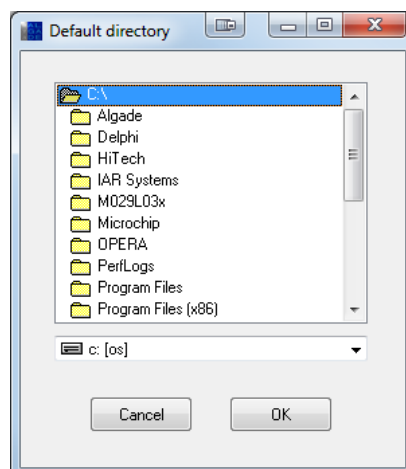 Default directory
C:\
Algade
Delphi
HiTech
IAR Systems
M029L03x
Microchip
OPERA
PerfLogs
Program Files
Program Files (x86)
c: [os]
Cancel
OK